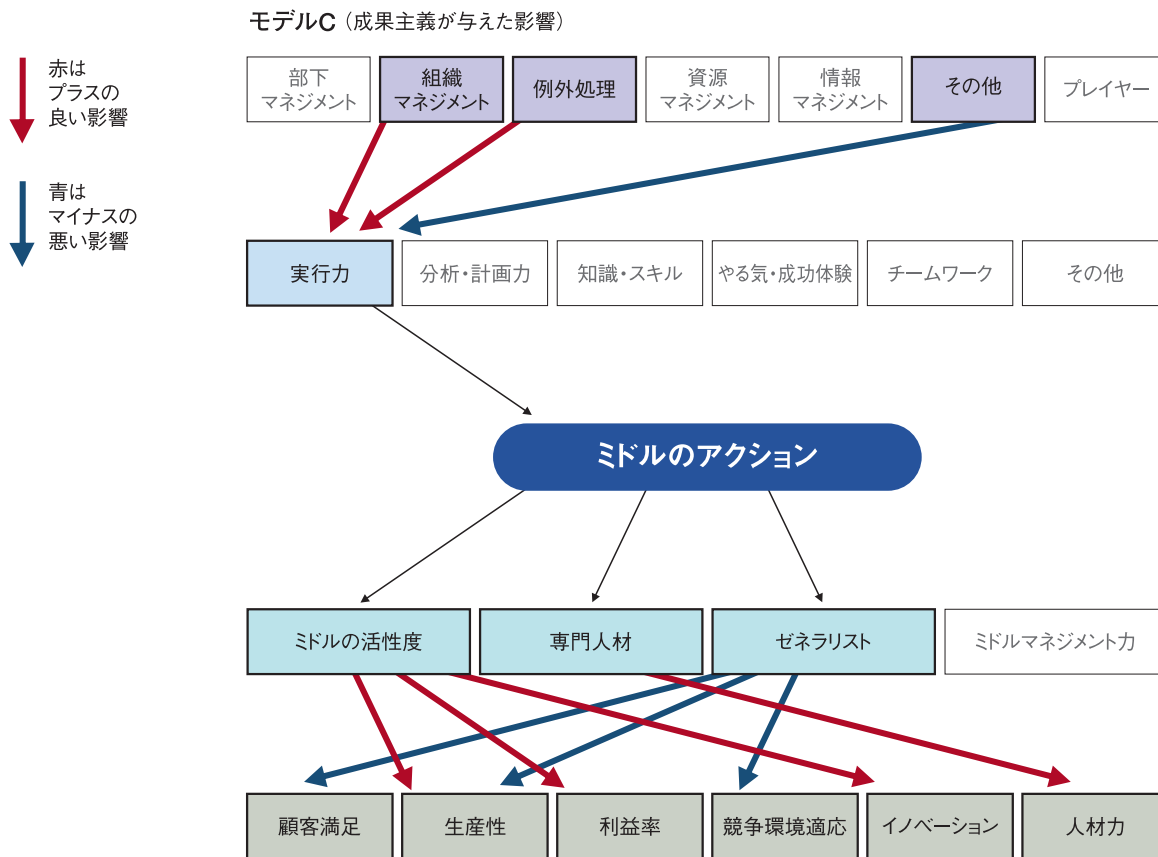 モデルC（成果主義が与えた影響）
赤は
プラスの
良い影響
青は
マイナスの
悪い影響
部下
マネジメント
組織
マネジメント
例外処理
資源
マネジメント
情報
マネジメント
その他
プレイヤー
実行力
分析・計画力
知識・スキル
やる気・成功体験
チームワーク
その他
ミドルのアクション
ミドルの活性度
専門人材
ゼネラリスト
ミドルマネジメント力
顧客満足
生産性
利益率
競争環境適応
イノベーション
人材力